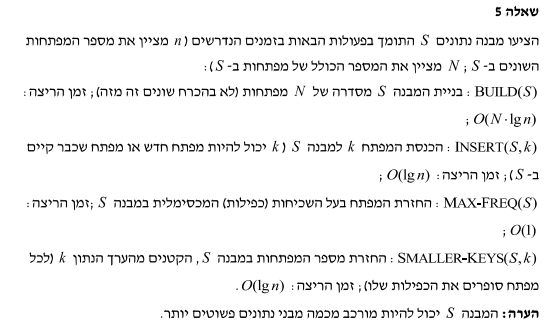 שאלה 5
הציעו מבנה נתונים S התומך בפעולות הבאות בזמנים הנדרשים (n מציין את מספר המפתחות
השונים ב- S ; N מציין את המספר הכולל של מפתחות ב- S):
BUILD(S) : בניית המבנה S מסדרה של N מפתחות (לא בהכרח שונים זה מזה); זמן הריצה:
O(N·lg n) ;
INSERT(S,k) : הכנסת המפתח k למבנה S (k יכול להיות מפתח חדש או מפתח שכבר קיים
ב- S); זמן הריצה: O(lg n) ;
MAX-FREQ(S) : החזרת המפתח בעל השכיחות (כפילות) המכסימלית במבנה S ; זמן הריצה:
O(1) ;
SMALLER-KEYS(S,k) : החזרת מספר המפתחות במבנה S, הקטנים מהערך הנתון k (לכל
מפתח סופרים את הכפילות שלו); זמן הריצה: O(lg n).
הערה: המבנה S יכול להיות מורכב מכמה מבני נתונים פשוטים יותר.